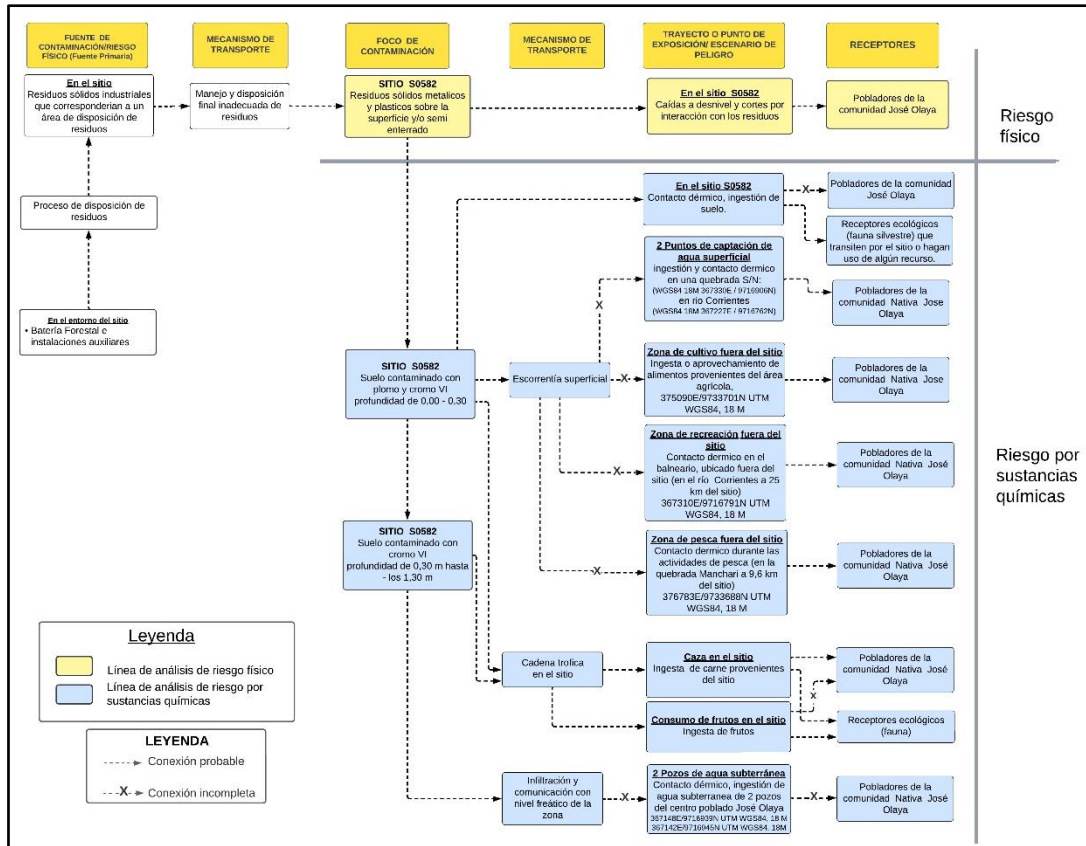 FUENTE DE
CONTAMINACIÓN/RIESGO
FÍSICO (Fuente Primaria)
MECANISMO DE
TRANSPORTE
FOCO DE
CONTAMINACIÓN
MECANISMO DE
TRANSPORTE
TRAYECTO O PUNTO DE
EXPOSICIÓN/ ESCENARIO DE
PELIGRO
RECEPTORES
En el sitio
Residuos sólidos industriales
que corresponderian a un
área de disposición de
residuos
Manejo y disposición
final inadecuada de
residuos
SITIO S0582
Residuos sólidos metalicos
y plasticos sobre la
superficie y/o semi
enterrado
En el sitio S0582
Caídas a desnivel y cortes por
interacción con los residuos
Pobladores de la
comunidad José Olaya
Riesgo
físico
Proceso de disposición de
residuos
En el entorno del sitio
• Batería Forestal e
instalaciones auxiliares
En el sitio S0582
Contacto dérmico, ingestión de
suelo.
X
Pobladores de la comunidad
José Olaya
Receptores ecológicos
(fauna silvestre) que
transiten por el sitio o hagan
uso de algún recurso.
2 Puntos de captación de
agua superficial
ingestión y contacto dermico
en una quebrada S/N:
(WGS84 18M 367330E / 9716906N)
en río Corrientes
(WGS84 18M 367227E / 9716762N)
X
Pobladores de la
comunidad Nativa Jose
Olaya
SITIO S0582
Suelo contaminado con
plomo y cromo VI
profundidad de 0.00 - 0.30
Escorrentía superficial
X
Zona de cultivo fuera del sitio
Ingesta o aprovechamiento de
alimentos provenientes del área
agrícola,
375090E/9733701N UTM
WGS84, 18 M
Pobladores de la
comunidad Nativa Jose
Olaya
X
Zona de recreación fuera del
sitio
Contacto dermico en el
balneario, ubicado fuera del
sitio (en el río Corrientes a 25
km del sitio)
367310E/9716791N UTM
WGS84, 18 M
Pobladores de la
comunidad Nativa José
Olaya
Riesgo por
sustancias
químicas
SITIO S0582
Suelo contaminado con
cromo VI
profundidad de 0,30 m hasta
- los 1,30 m
X
Zona de pesca fuera del sitio
Contacto dermico durante las
actividades de pesca (en la
quebrada Manchari a 9,6 km
del sitio)
376783E/9733688N UTM
WGS84, 18 M
Pobladores de la
comunidad Nativa José
Olaya
Cadena trofica
en el sitio
Caza en el sitio
Ingesta de carne provenientes
del sitio
Pobladores de la
comunidad Nativa José
Olaya
X
Consumo de frutos en el sitio
Ingesta de frutos
Receptores ecológicos
(fauna)
Infiltración y
comunicación con
nivel freático de la
zona
X
2 Pozos de agua subterránea
Contacto dérmico, ingestión de
agua subterranea de 2 pozos
del centro poblado José Olaya
367148E/9716939N UTM WGS84, 18 M
367142E/9716945N UTM WGS84, 18M
X
Pobladores de la
comunidad Nativa José
Olaya
Leyenda
Línea de análisis de riesgo físico
Línea de análisis de riesgo por
sustancias químicas
LEYENDA
Conexión probable
X Conexión incompleta